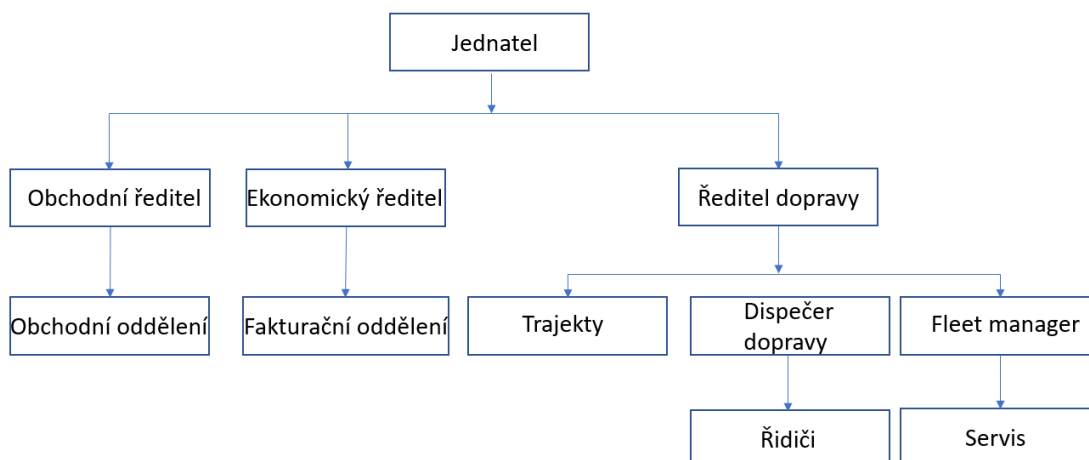 Jednatel
Obchodní ředitel
Ekonomický ředitel
Ředitel dopravy
Obchodní oddělení
Fakturační oddělení
Trajekty
Dispečer
dopravy
Fleet manager
Řidiči
Servis